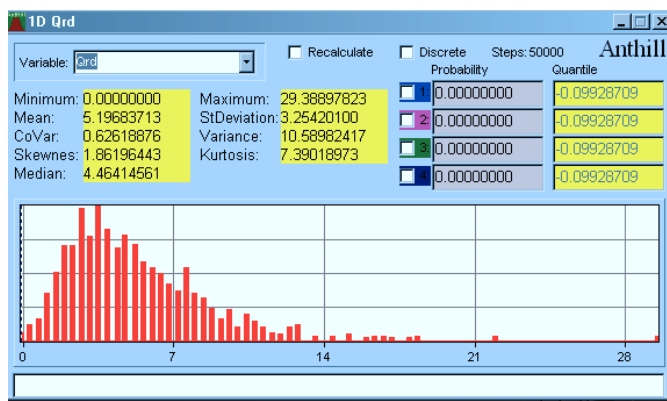 1D Qrd
Variable: Qrd
Recalculate
Discrete Steps:50000 Anthill
Probability Quantile
Minimum: 0.00000000 Maximum: 29.38897823
Mean: 5.19683713 StDeviation: 3.25420100
CoVar: 0.62618876 Variance: 10.58982417
Skewnes: 1.86196443 Kurtosis: 7.39018973
Median: 4.46414561
1: 0.00000000 -0.09928709
2: 0.00000000 -0.09928709
3: 0.00000000 -0.09928709
4: 0.00000000 -0.09928709
0 7 14 21 28